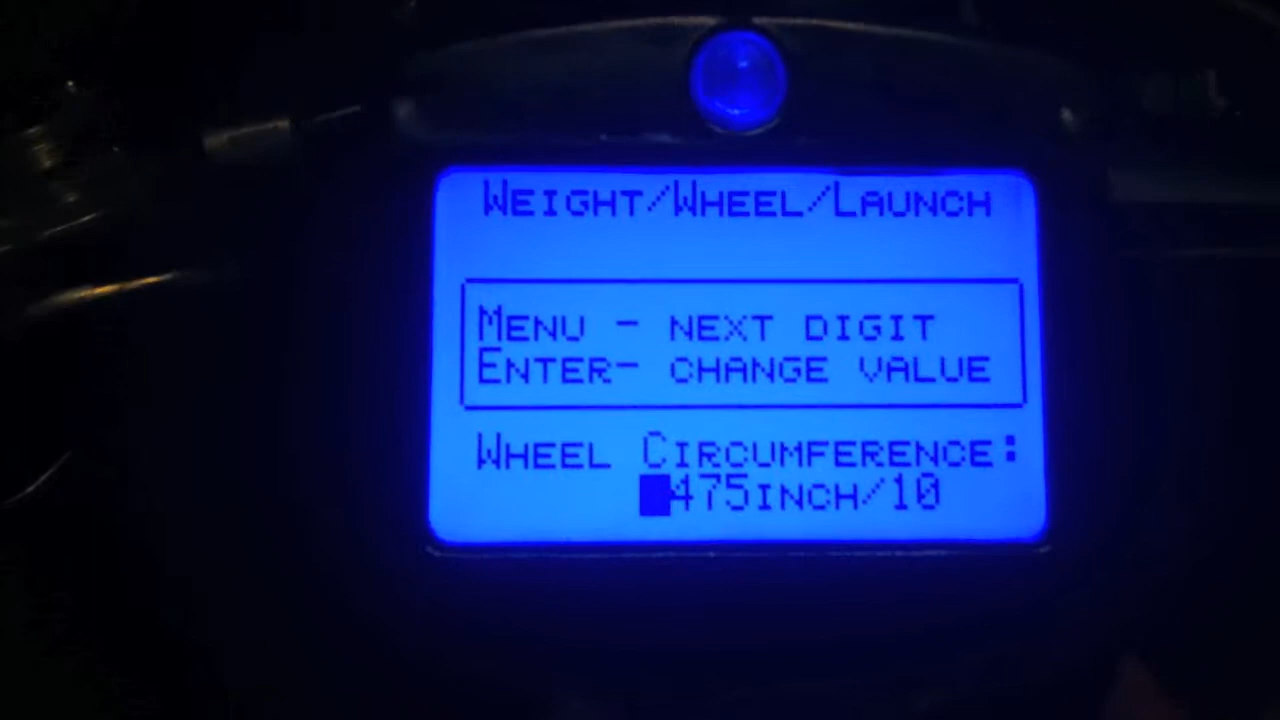 Weight/Wheel/Launch
Menu - next digit
Enter- change value
Wheel Circumference:
475inch/10